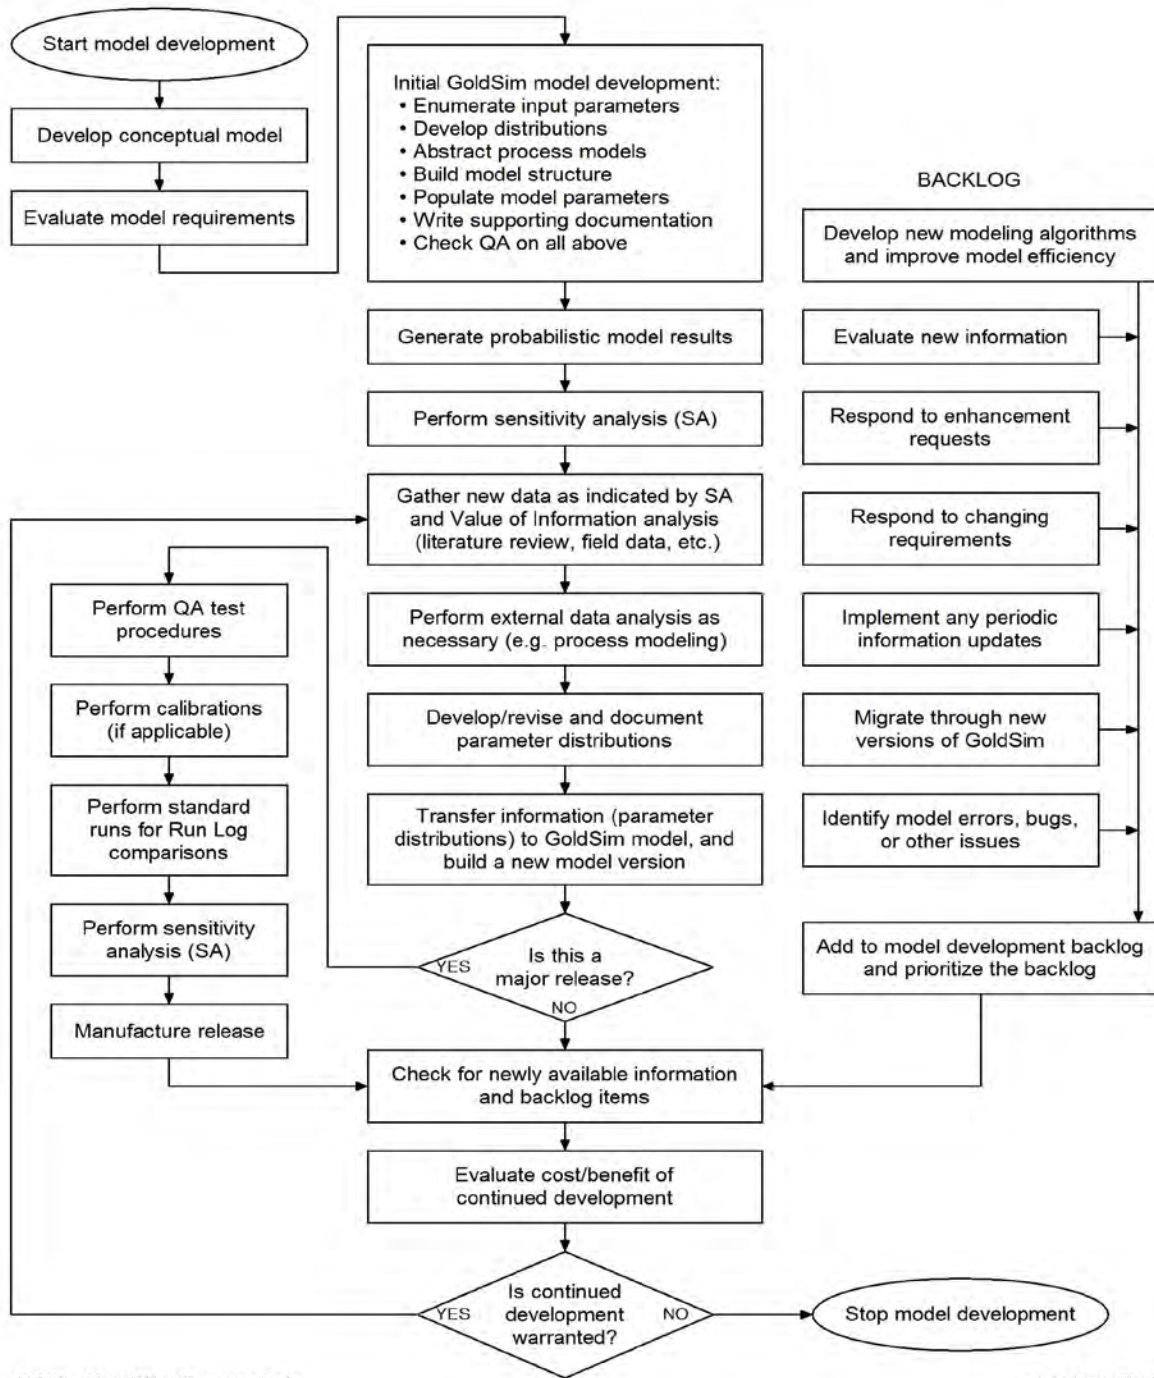 Start model development
Develop conceptual model
Evaluate model requirements
Initial GoldSim model development:
• Enumerate input parameters
• Develop distributions
• Abstract process models
• Build model structure
• Populate model parameters
• Write supporting documentation
• Check QA on all above
Generate probabilistic model results
Perform sensitivity analysis (SA)
Gather new data as indicated by SA
and Value of Information analysis
(literature review, field data, etc.)
Perform external data analysis as
necessary (e.g. process modeling)
Develop/revise and document
parameter distributions
Transfer information (parameter
distributions) to GoldSim model, and
build a new model version
Is this a
major release?
YES
NO
Perform QA test
procedures
Perform calibrations
(if applicable)
Perform standard
runs for Run Log
comparisons
Perform sensitivity
analysis (SA)
Manufacture release
BACKLOG
Develop new modeling algorithms
and improve model efficiency
Evaluate new information
Respond to enhancement
requests
Respond to changing
requirements
Implement any periodic
information updates
Migrate through new
versions of GoldSim
Identify model errors, bugs,
or other issues
Add to model development backlog
and prioritize the backlog
Check for newly available information
and backlog items
Evaluate cost/benefit of
continued development
Is continued
development
warranted?
YES
NO
Stop model development